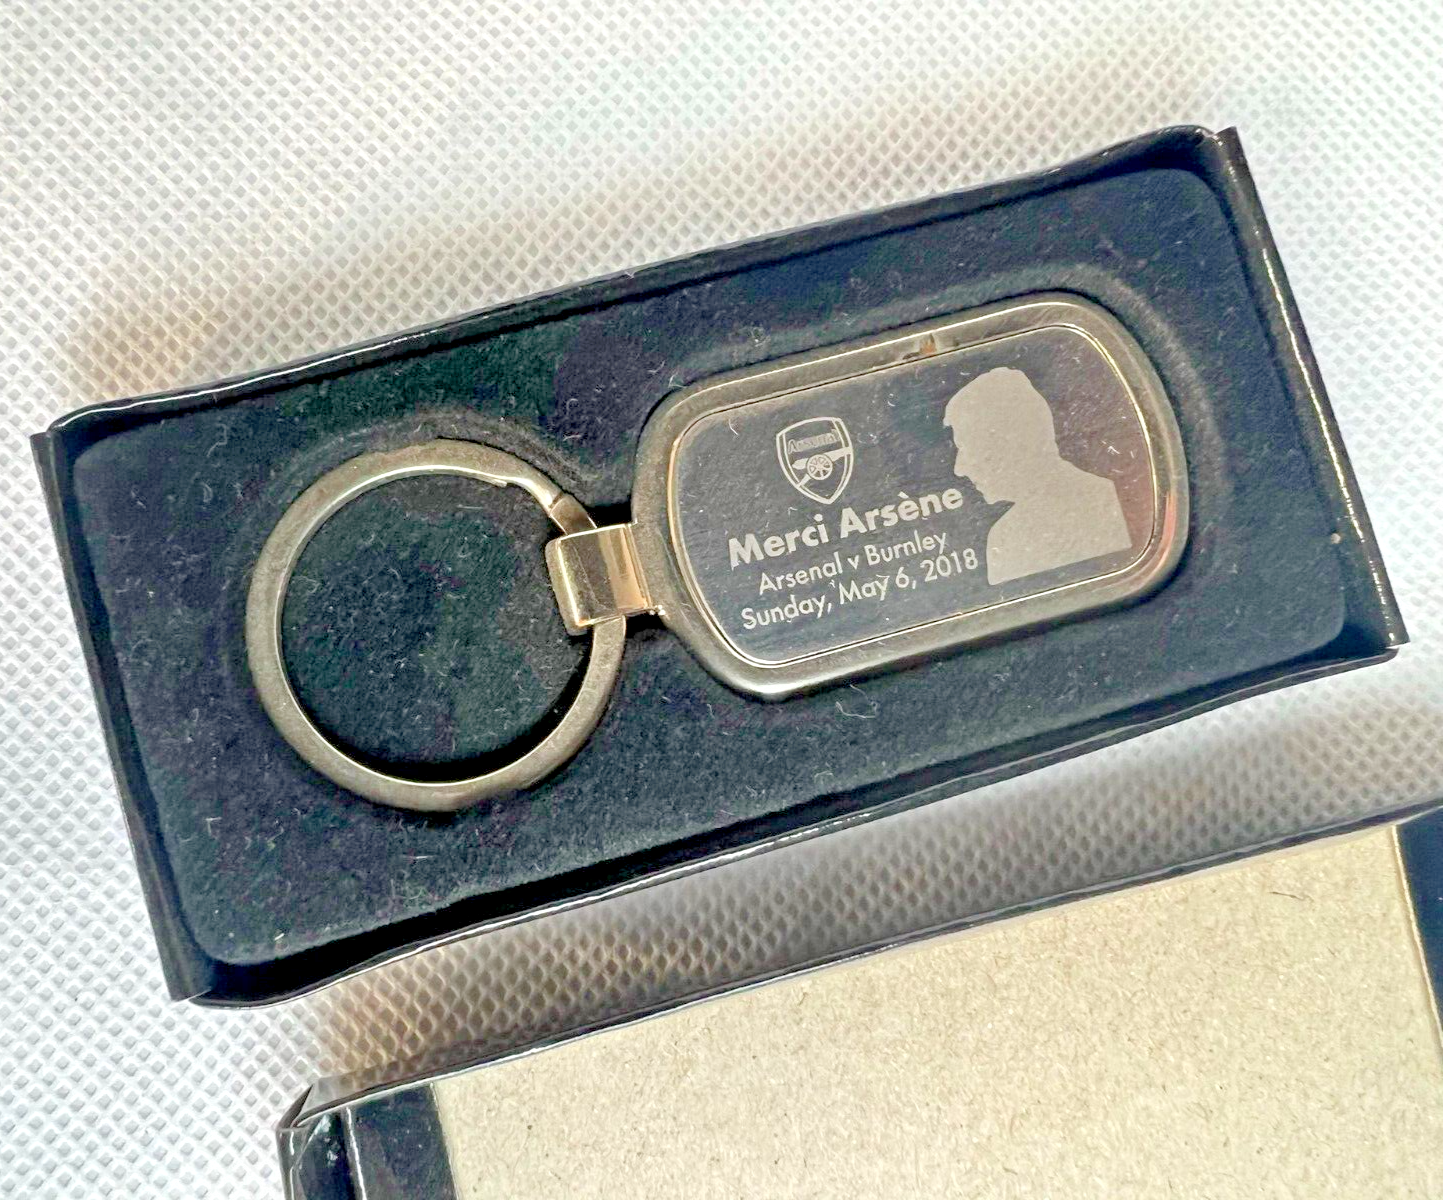 Arsenal
Merci Arsène
Arsenal v Burnley
Sunday, May 6, 2018